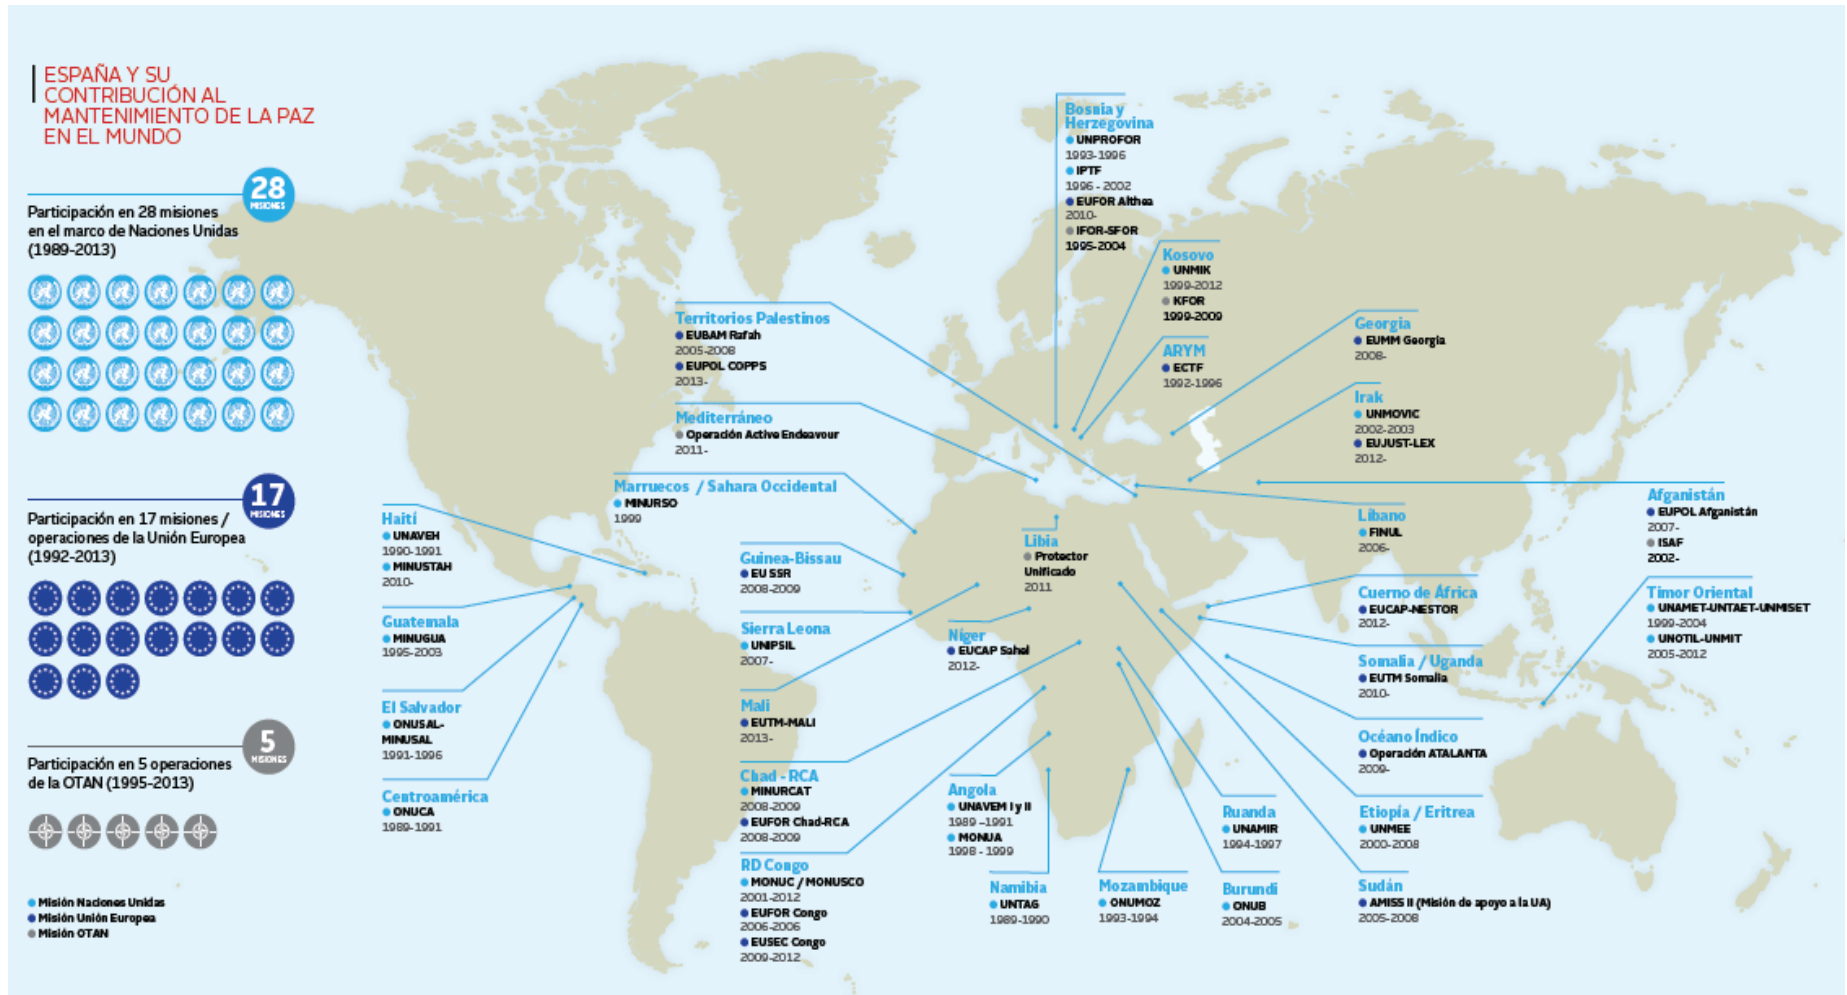 ESPAÑA Y SU
CONTRIBUCIÓN AL
MANTENIMIENTO DE LA PAZ
EN EL MUNDO
28
MISIONES
Participación en 28 misiones
en el marco de Naciones Unidas
(1989-2013)
17
MISIONES
Participación en 17 misiones /
operaciones de la Unión Europea
(1992-2013)
5
MISIONES
Participación en 5 operaciones
de la OTAN (1995-2013)
Misión Naciones Unidas
Misión Unión Europea
Misión OTAN
Haití
UNAVEH
1990-1991
MINUSTAH
2010-
Guatemala
MINUGUA
1995-2003
El Salvador
ONUSAL-
MINUSAL
1991-1996
Centroamérica
ONUCA
1989-1991
Territorios Palestinos
EUBAM Rafah
2005-2008
EUPOL COPPS
2013-
Mediterráneo
Operación Active Endeavour
2011-
Marruecos / Sahara Occidental
MINURSO
1999
Guinea-Bissau
EU SSR
2008-2009
Sierra Leona
UNIPSIL
2007-
Mali
EUTM-MALI
2013-
Chad - RCA
MINURCAT
2008-2009
EUFOR Chad-RCA
2008-2009
RD Congo
MONUC / MONUSCO
2001-2012
EUFOR Congo
2006-2006
EUSEC Congo
2009-2012
Libia
Protector
Unificado
2011
Níger
EUCAP Sahel
2012-
Angola
UNAVEM I y II
1989 -1991
MONUA
1998 - 1999
Namibia
UNTAG
1989-1990
Mozambique
ONUMOZ
1993-1994
Bosnia y
Herzegovina
UNPROFOR
1993-1996
IPTF
1996 - 2002
EUFOR Althea
2010-
IFOR-SFOR
1995-2004
Kosovo
UNMIK
1999-2012
KFOR
1999-2009
ARYM
ECTF
1992-1996
Georgia
EUMM Georgia
2008-
Irak
UNMOVIC
2002-2003
EUJUST-LEX
2012-
Líbano
FINUL
2006-
Cuerno de África
EUCAP-NESTOR
2012-
Somalia / Uganda
EUTM Somalia
2010-
Océano Índico
Operación ATALANTA
2009-
Ruanda
UNAMIR
1994-1997
Etiopía / Eritrea
UNMEE
2000-2008
Burundi
ONUB
2004-2005
Sudán
AMISS II (Misión de apoyo a la UA)
2005-2008
Afganistán
EUPOL Afganistán
2007-
ISAF
2002-
Timor Oriental
UNAMET-UNTAET-UNMISET
1999-2004
UNOTIL-UNMIT
2005-2012